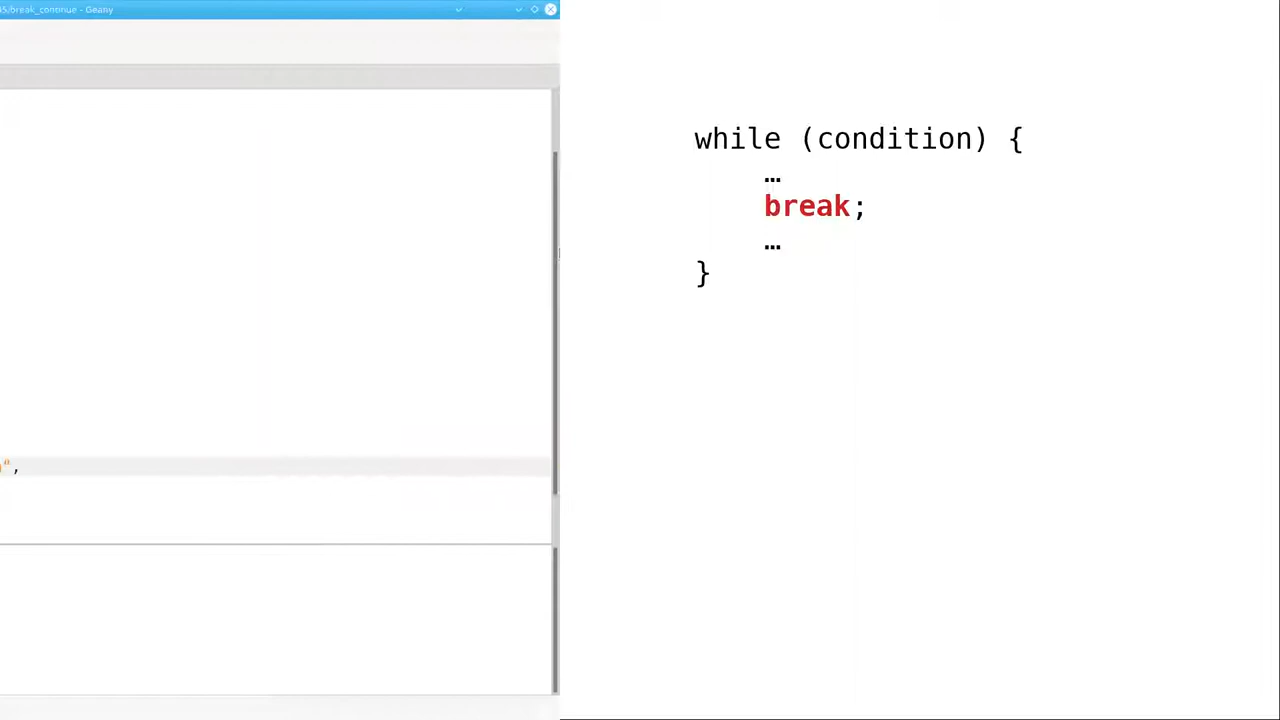 /break_continue - Geany
",
while (condition) {
…
break;
…
}